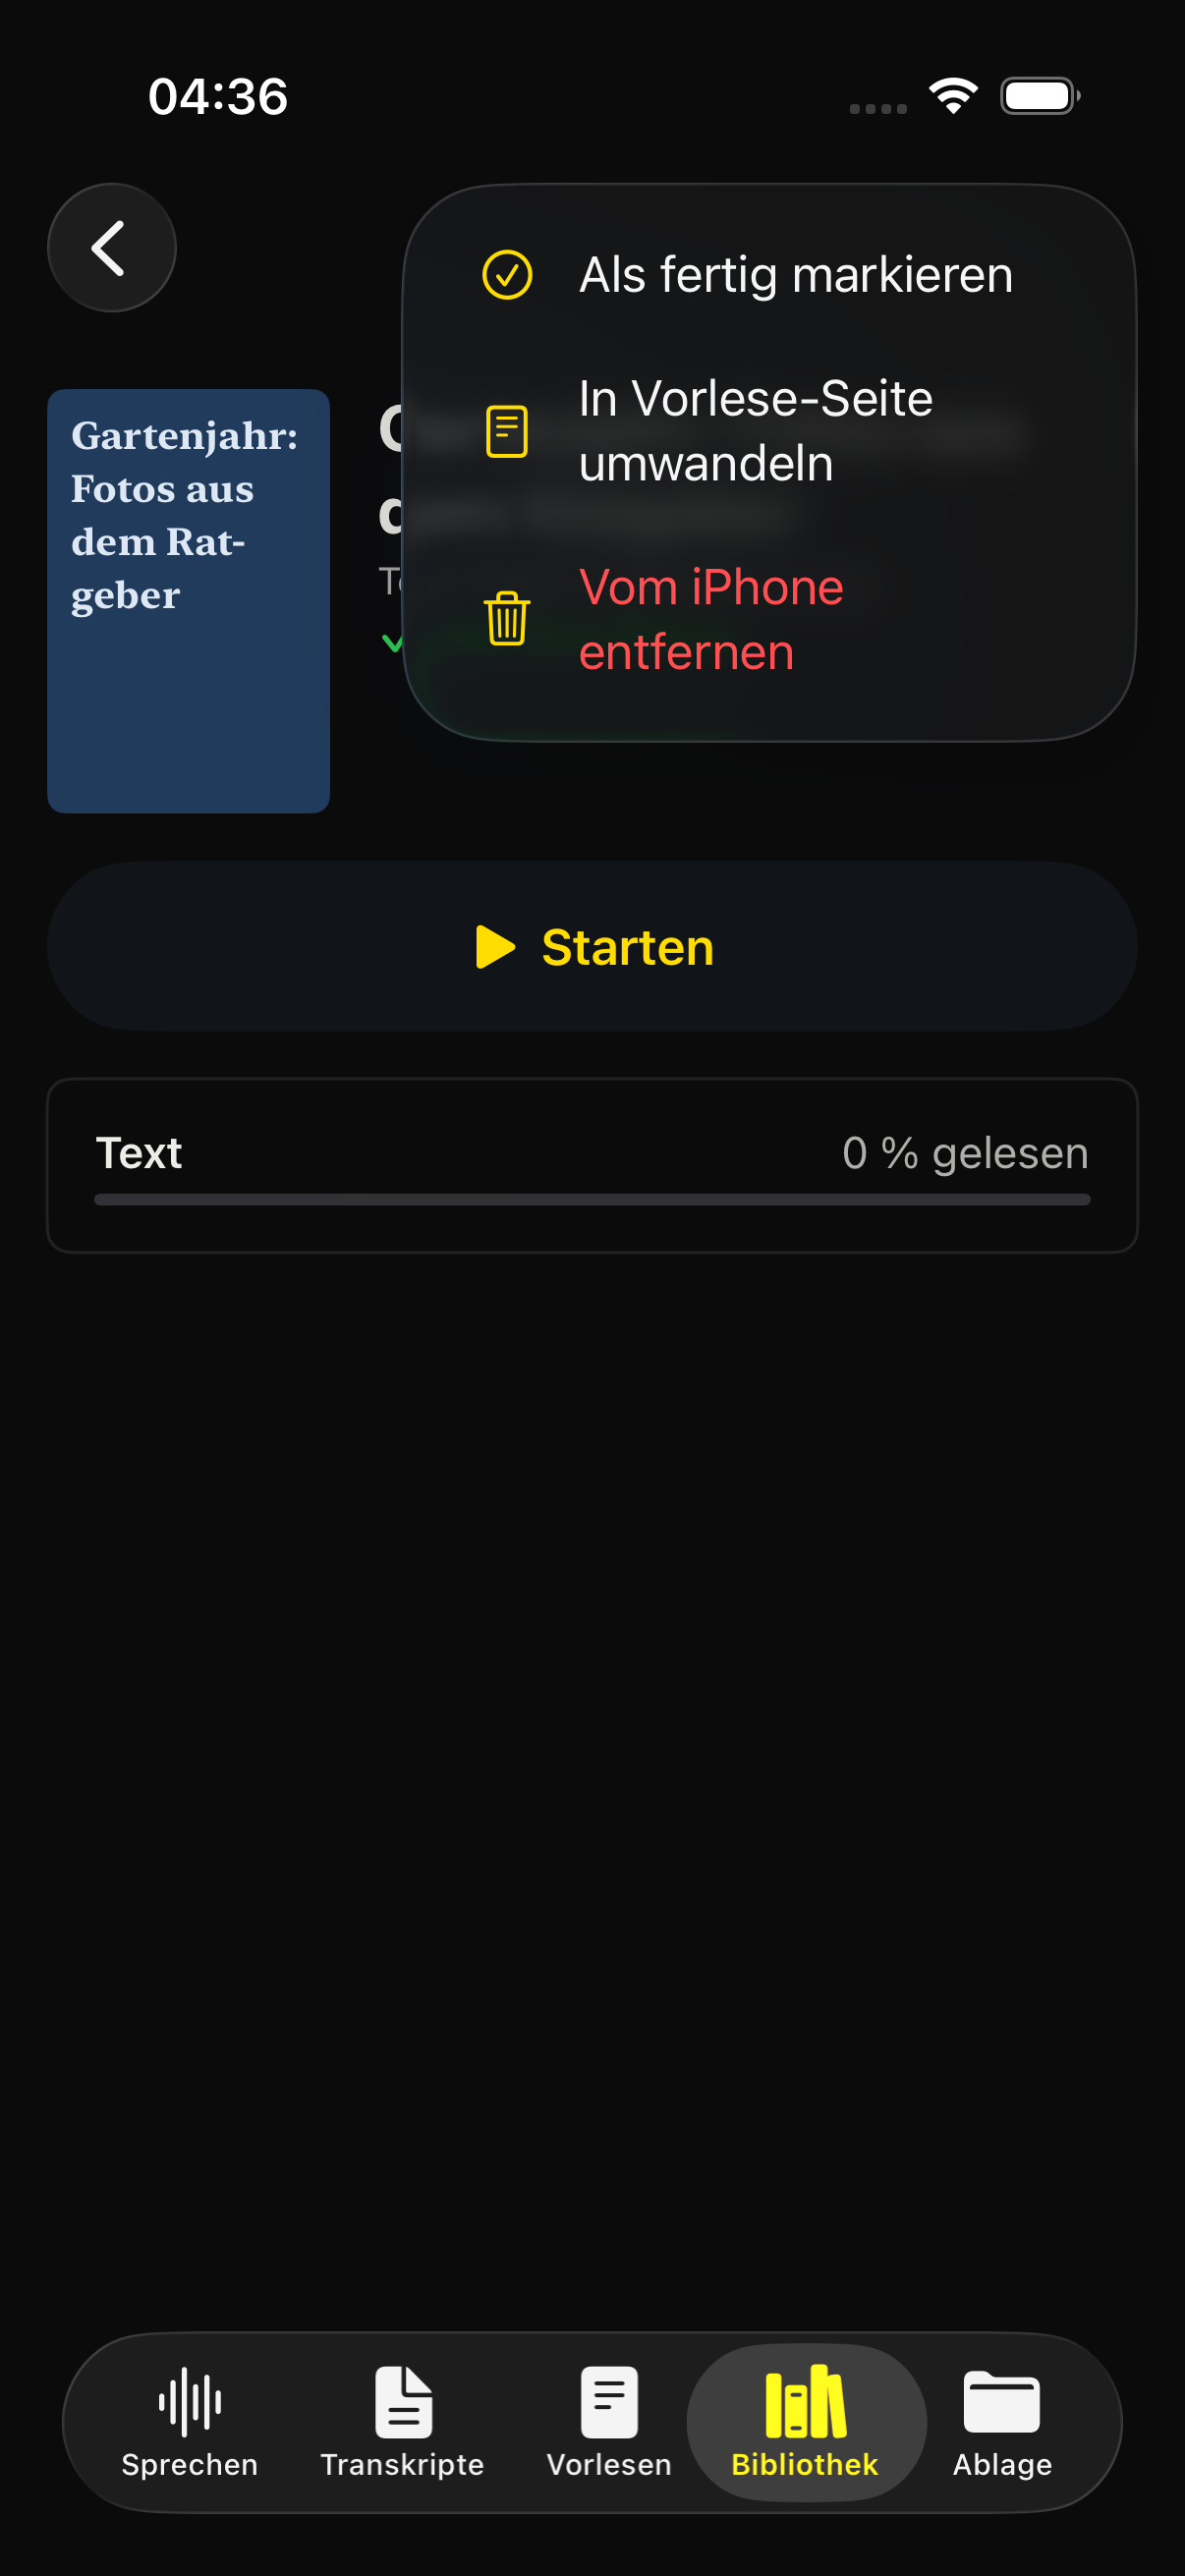 04:36
Als fertig markieren
In Vorlese-Seite
umwandeln
Vom iPhone
entfernen
Gartenjahr:
Fotos aus
dem Rat-
geber
Starten
Text
0 % gelesen
Sprechen
Transkripte
Vorlesen
Bibliothek
Ablage